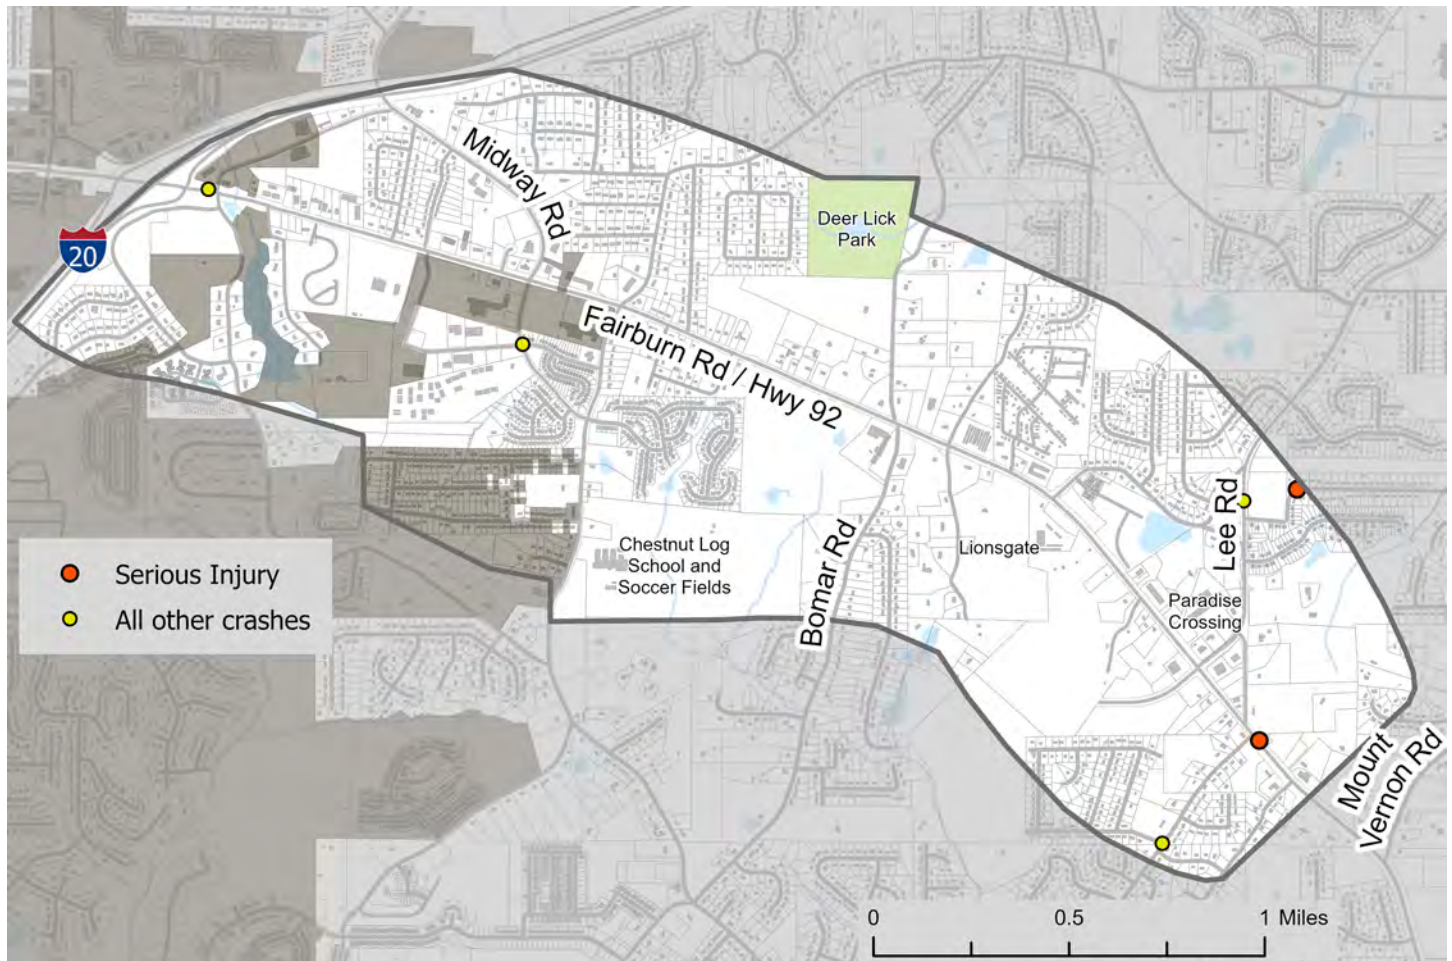 Midway Rd
Deer Lick
Park
20
Fairburn Rd / Hwy 92
Chestnut Log
School and
Soccer Fields
Bomar Rd
Lionsgate
Lee Rd
Paradise
Crossing
Mount
Vernon Rd
Serious Injury
All other crashes
0 0.5 1 Miles